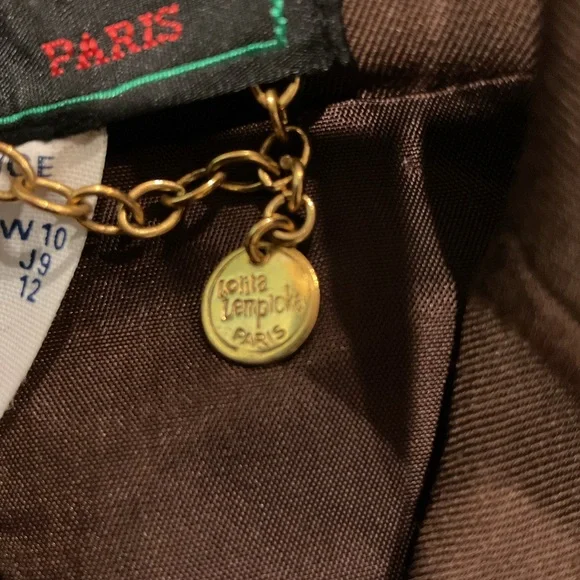 PARIS
W 10
J9
12
Lolita
Lempicka
PARIS